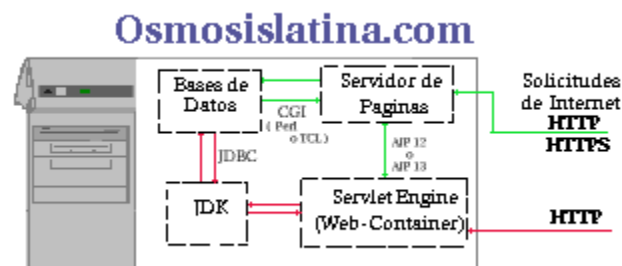 Osmosislatina.com
Bases de
Datos
Servidor de
Paginas
CGI
( Perl
o TCL )
Solicitudes
de Internet
HTTP
HTTPS
JDBC
AJP 12
o
AJP 13
JDK
Servlet Engine
(Web-Container)
HTTP